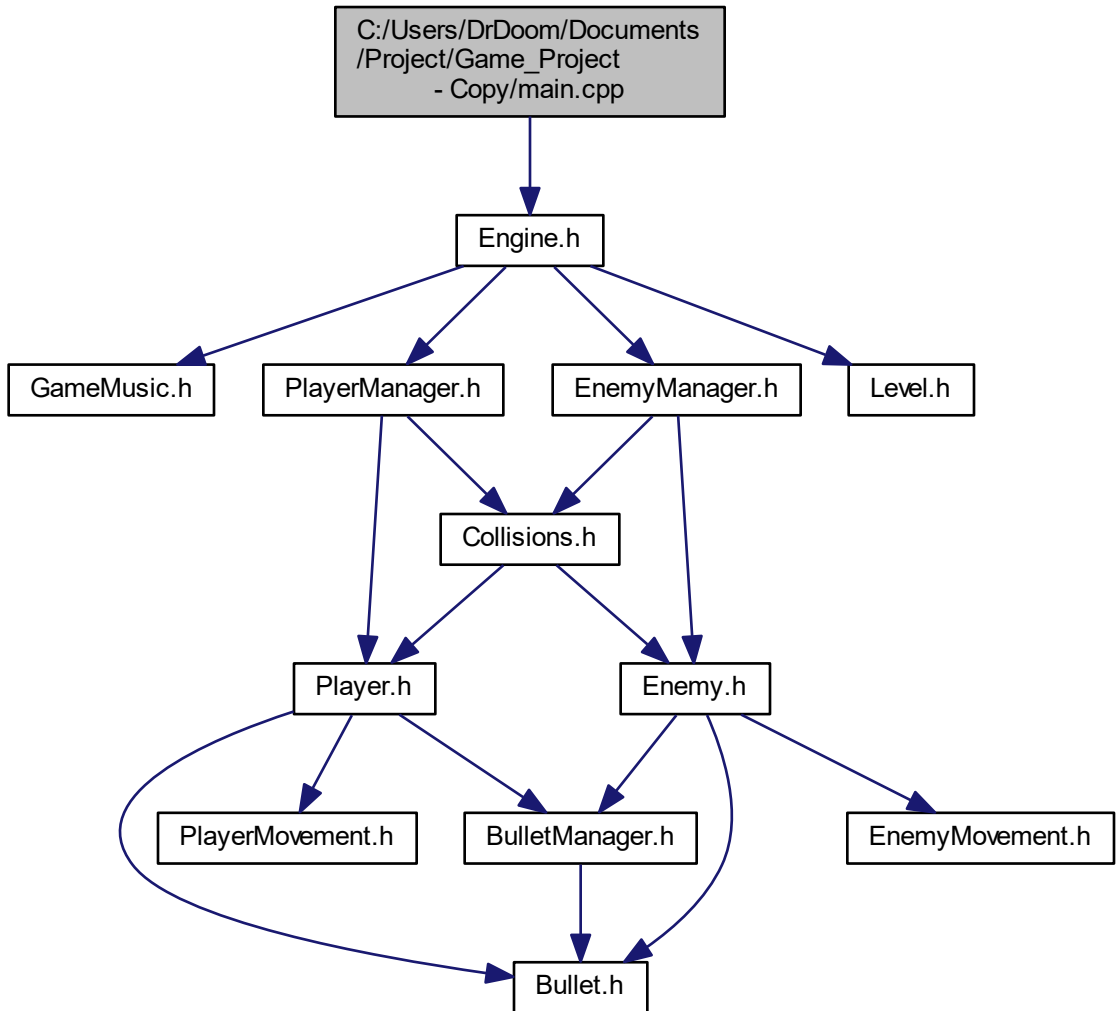 C:/Users/DrDoom/Documents
/Project/Game_Project
- Copy/main.cpp
Engine.h
GameMusic.h
PlayerManager.h
EnemyManager.h
Level.h
Collisions.h
Player.h
Enemy.h
PlayerMovement.h
BulletManager.h
EnemyMovement.h
Bullet.h